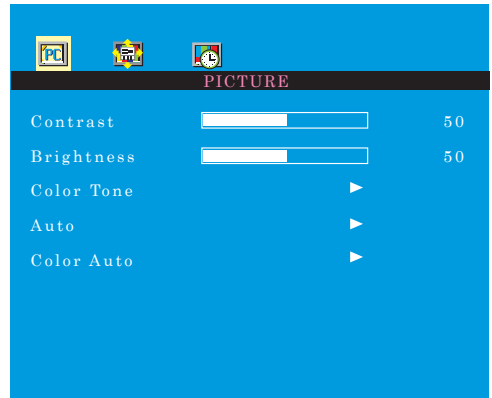 PC
PICTURE
Contrast 50
Brightness 50
Color Tone
Auto
Color Auto